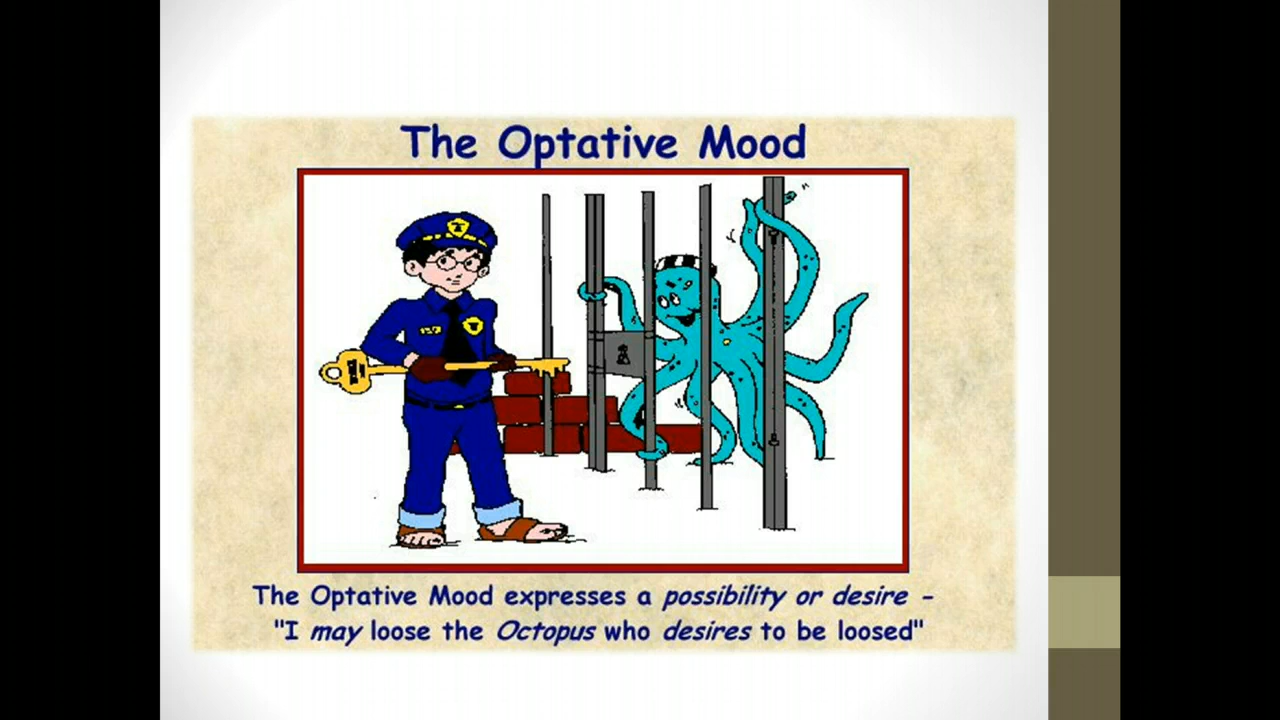 The Optative Mood
The Optative Mood expresses a possibility or desire -
"I may loose the Octopus who desires to be loosed"